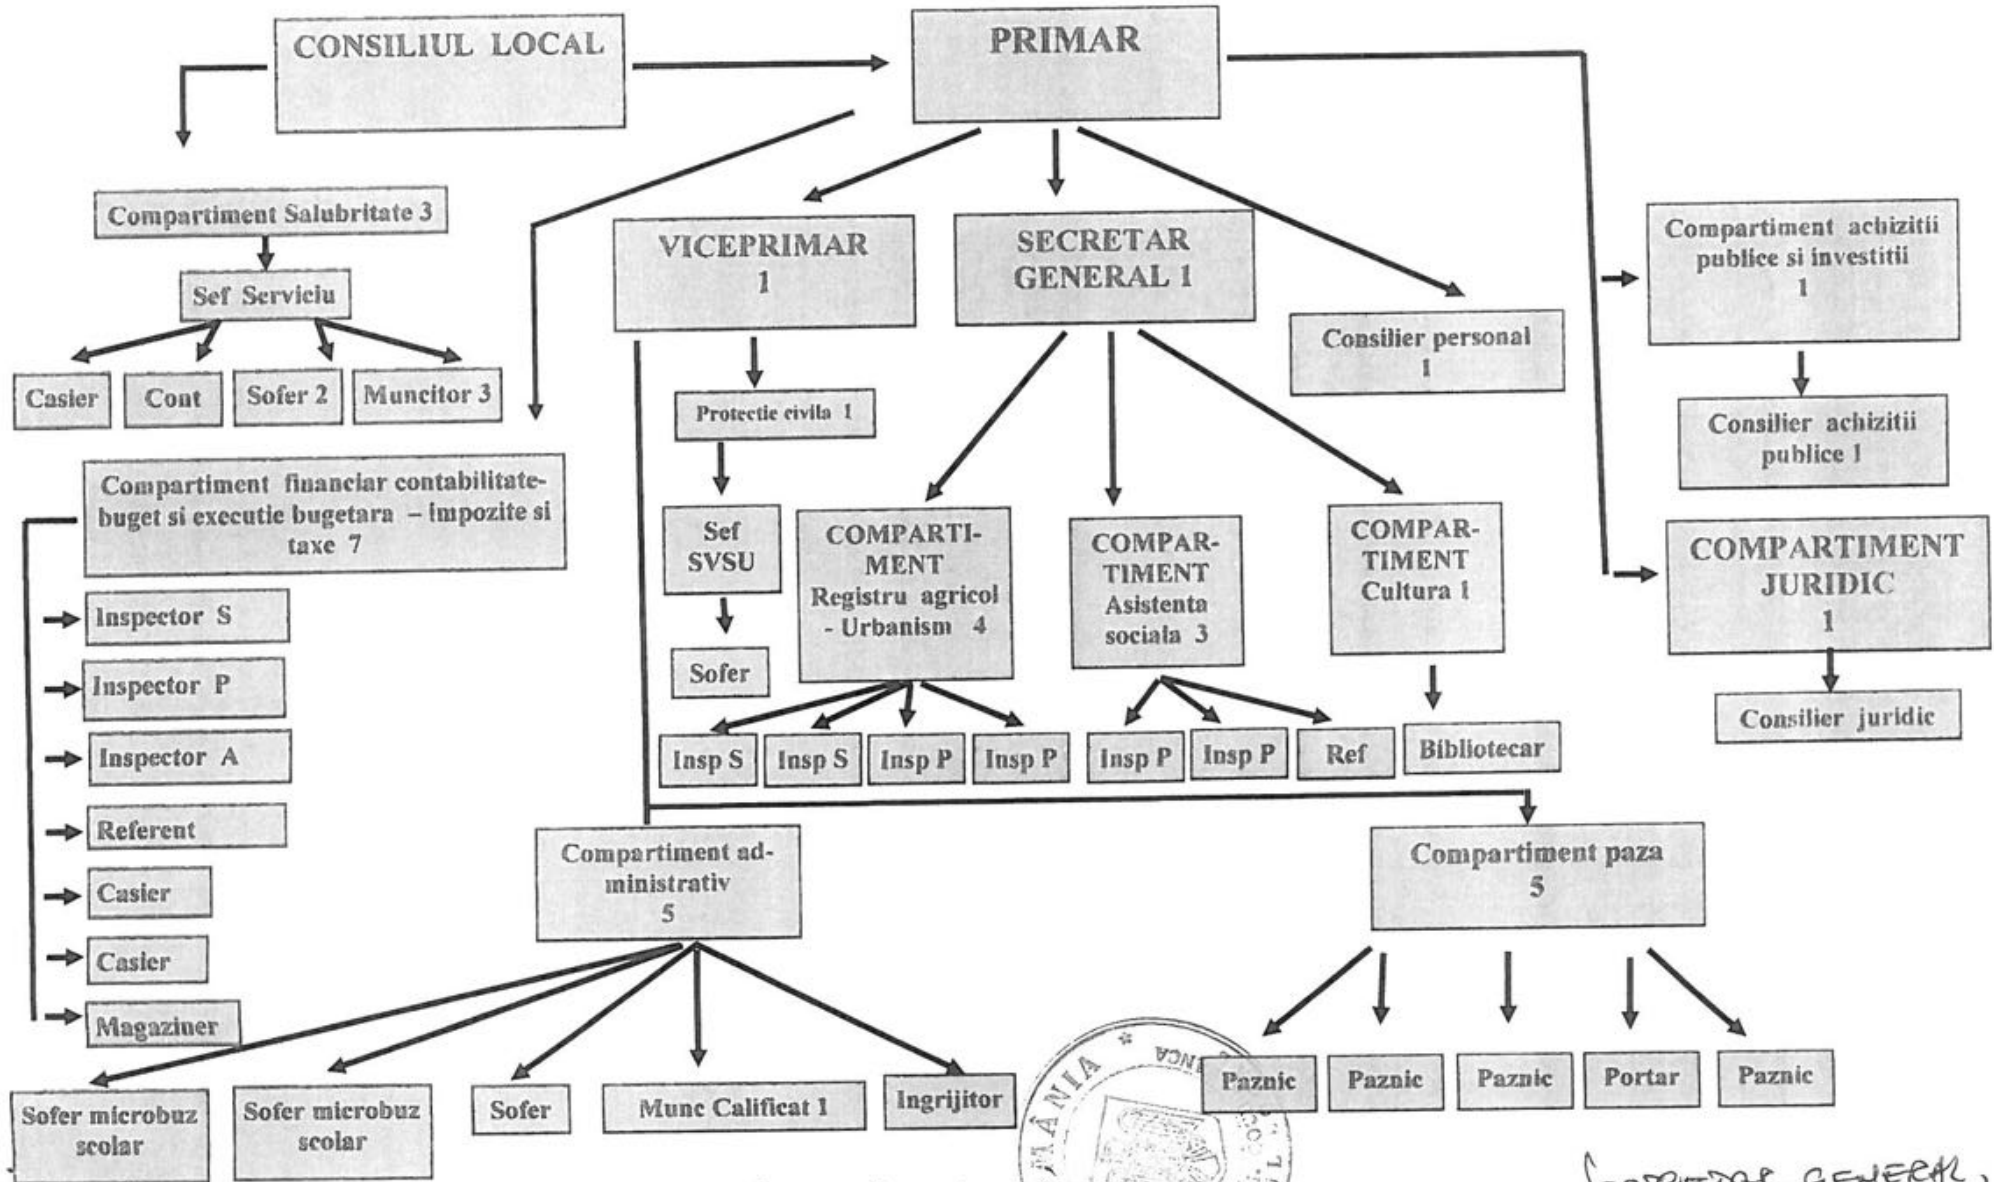 CONSILIUL LOCAL
PRIMAR
Compartiment Salubritate 3
Sef Serviciu
Casier
Cont
Sofer 2
Muncitor 3
VICEPRIMAR
1
SECRETAR
GENERAL 1
Consilier personal
1
Compartiment achizitii
publice si investitii
1
Consilier achizitii
publice 1
COMPARTIMENT
JURIDIC
1
Consilier juridic
Protectie civila 1
Sef
SVSU
Sofer
COMPARTI-
MENT
Registru agricol
- Urbanism 4
COMPAR-
TIMENT
Asistenta
sociala 3
COMPAR-
TIMENT
Cultura 1
Insp S
Insp S
Insp P
Insp P
Insp P
Insp P
Ref
Bibliotecar
Compartiment financiar contabilitate-
buget si executie bugetara – impozite si
taxe 7
Inspector S
Inspector P
Inspector A
Referent
Casier
Casier
Magaziner
Compartiment ad-
ministrativ
5
Sofer microbuz
scolar
Sofer microbuz
scolar
Sofer
Munc Calificat 1
Ingrijitor
Compartiment paza
5
Paznic
Paznic
Paznic
Portar
Paznic
GENERAL,